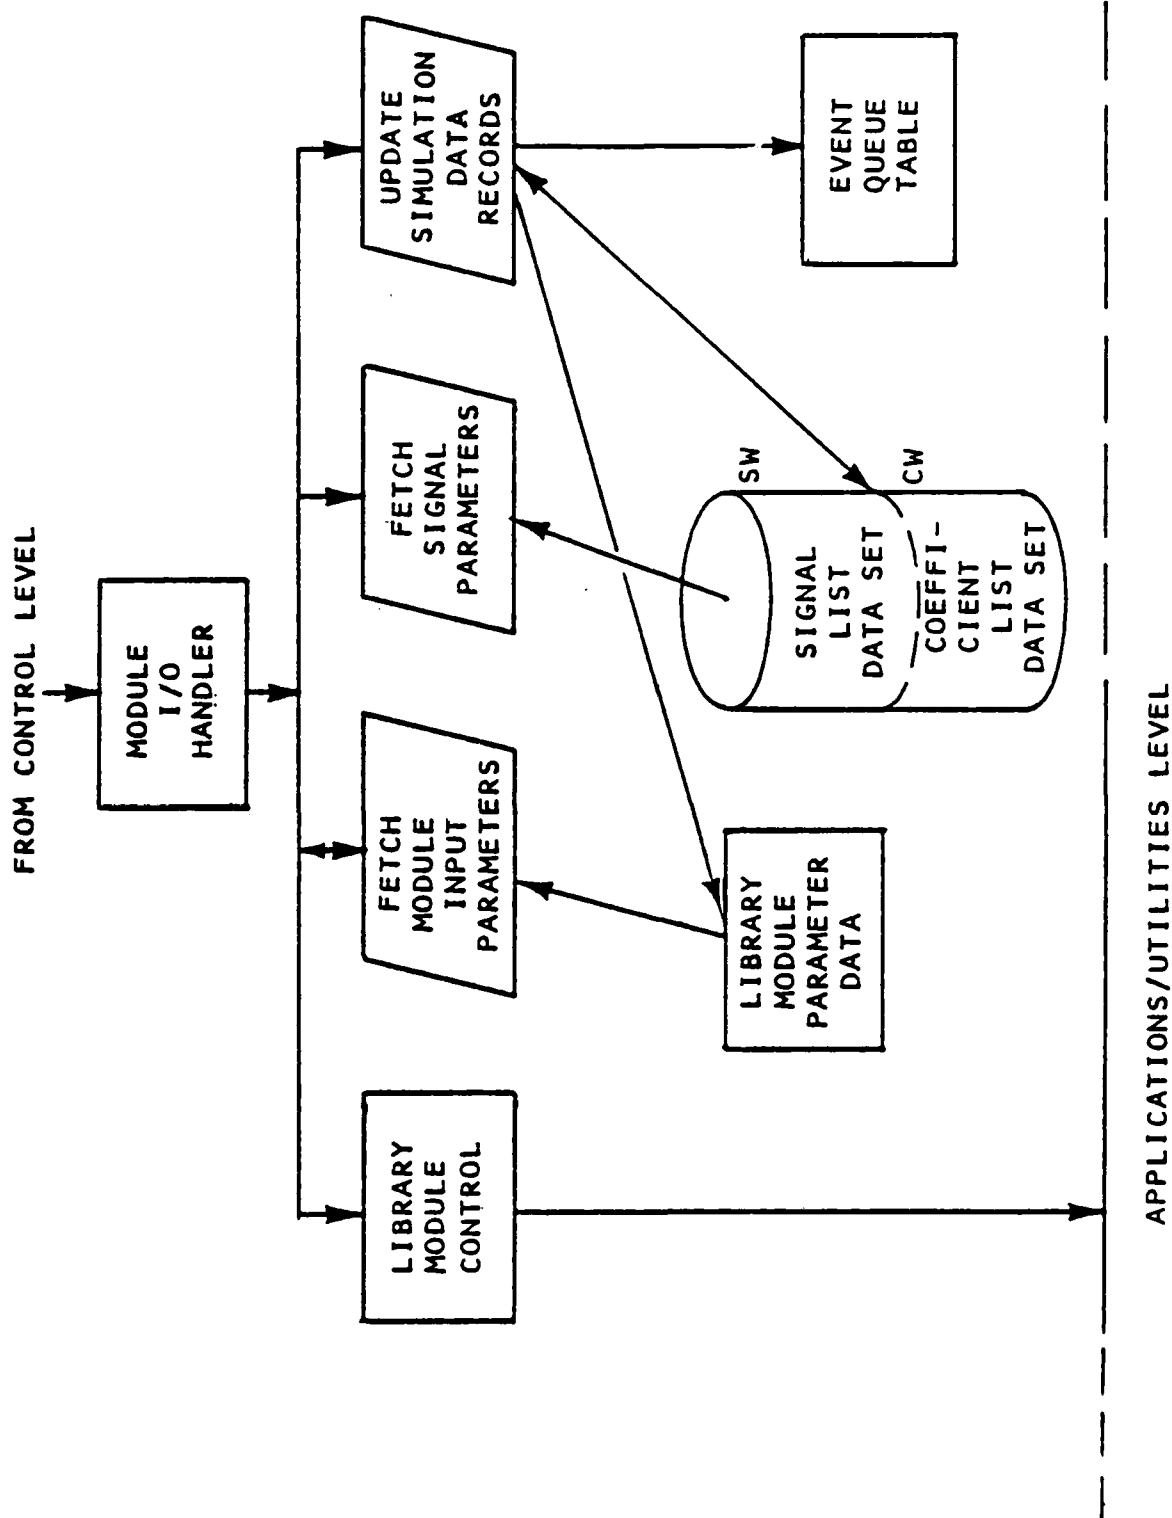 FROM CONTROL LEVEL
MODULE
I/O
HANDLER
LIBRARY
MODULE
CONTROL
FETCH
MODULE
INPUT
PARAMETERS
FETCH
SIGNAL
PARAMETERS
UPDATE
SIMULATION
DATA
RECORDS
LIBRARY
MODULE
PARAMETER
DATA
SIGNAL
LIST
DATA SET
SW
COEFFI-
CIENT
LIST
DATA SET
CW
EVENT
QUEUE
TABLE
APPLICATIONS/UTILITIES LEVEL